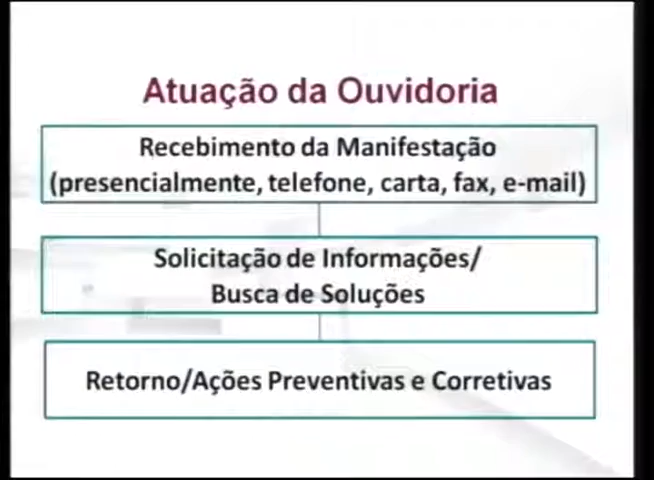 Atuação da Ouvidoria
Recebimento da Manifestação
(presencialmente, telefone, carta, fax, e-mail)
Solicitação de Informações/
Busca de Soluções
Retorno/Ações Preventivas e Corretivas